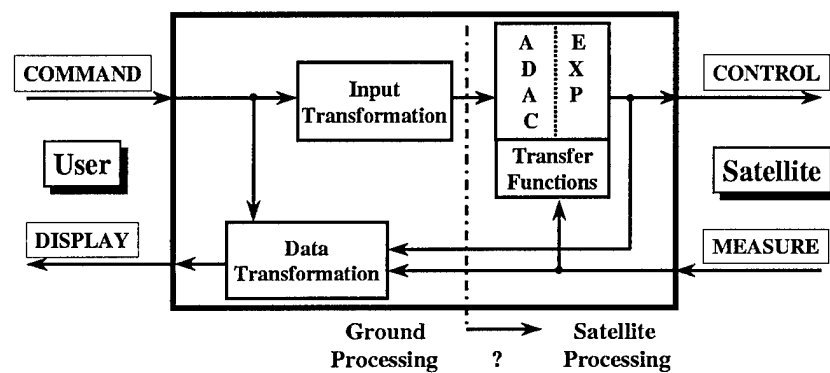 COMMAND
User
DISPLAY
Input
Transformation
Data
Transformation
A E
D X
A P
C
Transfer
Functions
CONTROL
Satellite
MEASURE
Ground
Processing
?
Satellite
Processing